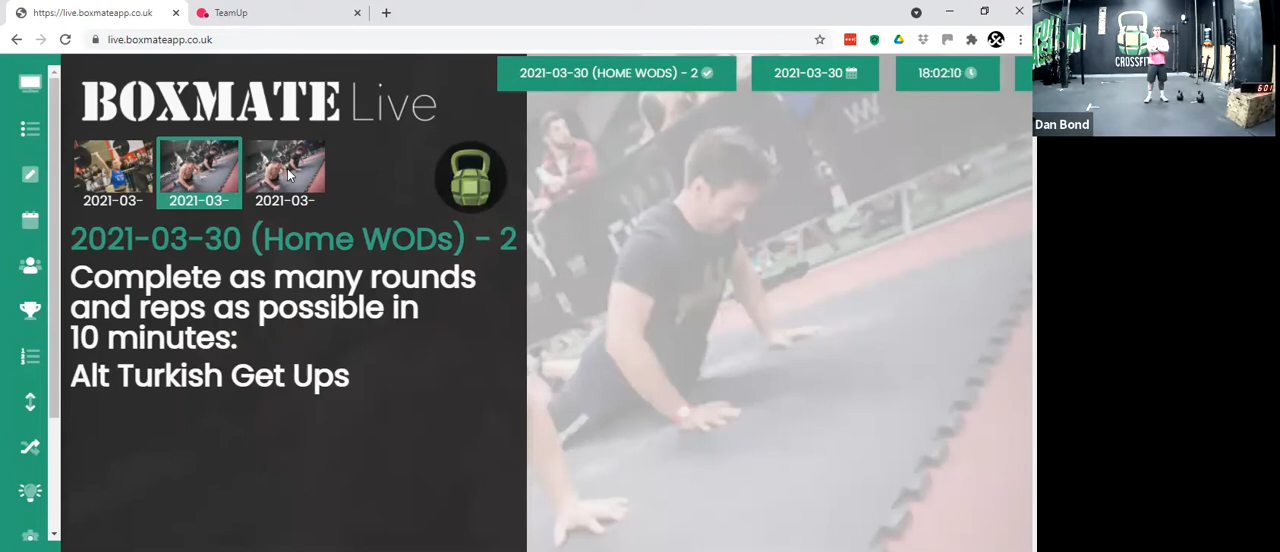 https://live.boxmateapp.co.uk
TeamUp
live.boxmateapp.co.uk
BOXMATE Live
2021-03-30 (HOME WODS) - 2
2021-03-30
18:02:10
CROSSFIT
Dan Bond
2021-03-
2021-03-
2021-03-
2021-03-30 (Home WODs) - 2
Complete as many rounds
and reps as possible in
10 minutes:
Alt Turkish Get Ups